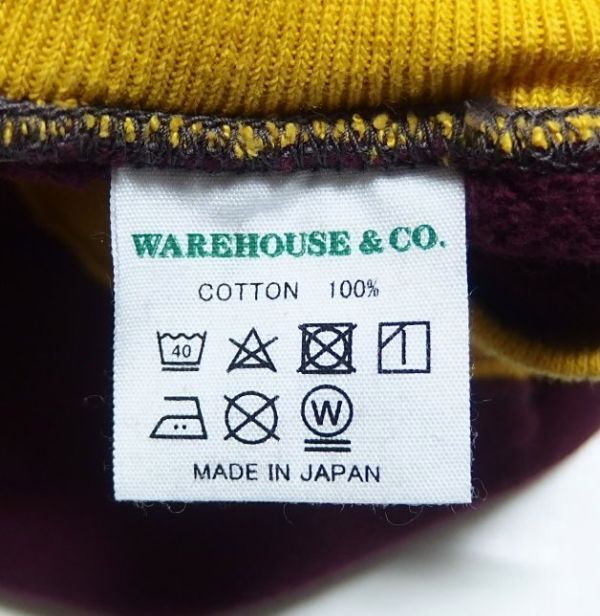 WAREHOUSE & CO.
COTTON 100%
40
W
MADE IN JAPAN